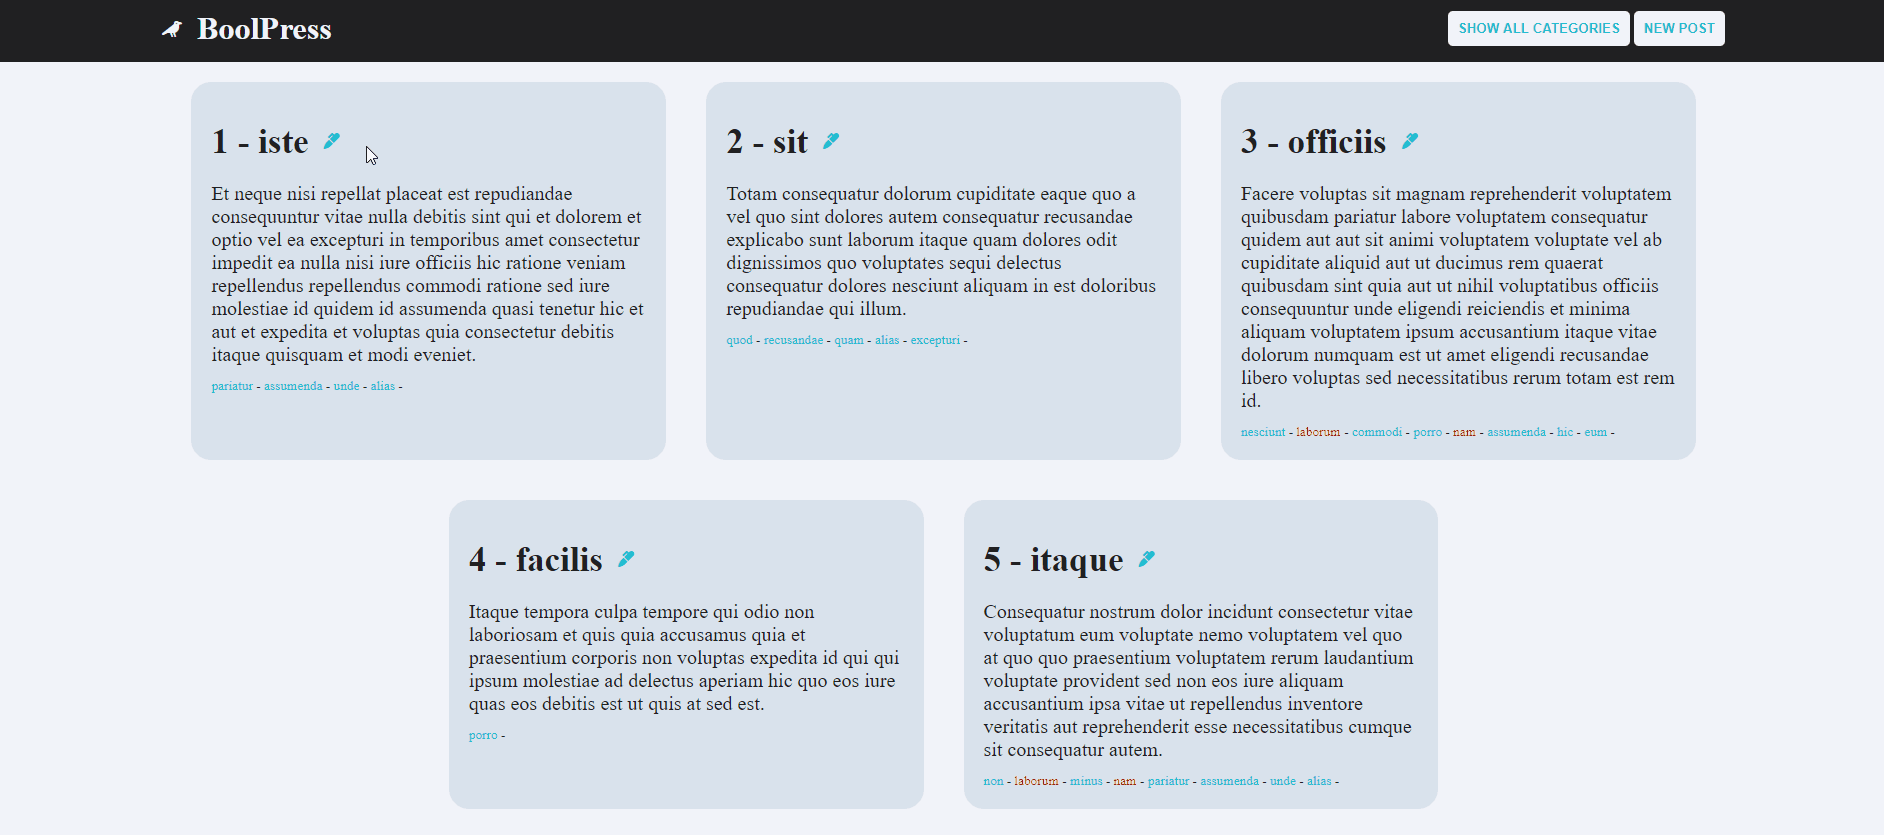 BoolPress
SHOW ALL CATEGORIES
NEW POST
1 - iste
Et neque nisi repellat placeat est repudiandae
consequuntur vitae nulla debitis sint qui et dolorem et
optio vel ea excepturi in temporibus amet consectetur
impedit ea nulla nisi iure officiis hic ratione veniam
repellendus repellendus commodi ratione sed iure
molestiae id quidem id assumenda quasi tenetur hic et
aut et expedita et voluptas quia consectetur debitis
itaque quisquam et modi eveniet.
pariatur - assumenda - unde - alias -
2 - sit
Totam consequatur dolorum cupiditate eaque quo a
vel quo sint dolores autem consequatur recusandae
explicabo sunt laborum itaque quam dolores odit
dignissimos quo voluptates sequi delectus
consequatur dolores nesciunt aliquam in est doloribus
repudiandae qui illum.
quod - recusandae - quam - alias - excepturi -
3 - officiis
Facere voluptas sit magnam reprehenderit voluptatem
quibusdam pariatur labore voluptatem consequatur
quidem aut aut sit animi voluptatem voluptate vel ab
cupiditate aliquid aut ut ducimus rem quaerat
quibusdam sint quia aut ut nihil voluptatibus officiis
consequuntur unde eligendi reiciendis et minima
aliquam voluptatem ipsum accusantium itaque vitae
dolorum numquam est ut amet eligendi recusandae
libero voluptas sed necessitatibus rerum totam est rem
id.
nesciunt - laborum - commodi - porro - nam - assumenda - hic - eum -
4 - facilis
Itaque tempora culpa tempore qui odio non
laboriosam et quis quia accusamus quia et
praesentium corporis non voluptas expedita id qui qui
ipsum molestiae ad delectus aperiam hic quo eos iure
quas eos debitis est ut quis at sed est.
porro -
5 - itaque
Consequatur nostrum dolor incidunt consectetur vitae
voluptatum eum voluptate nemo voluptatem vel quo
at quo quo praesentium voluptatem rerum laudantium
voluptate provident sed non eos iure aliquam
accusantium ipsa vitae ut repellendus inventore
veritatis aut reprehenderit esse necessitatibus cumque
sit consequatur autem.
non - laborum - minus - nam - pariatur - assumenda - unde - alias -